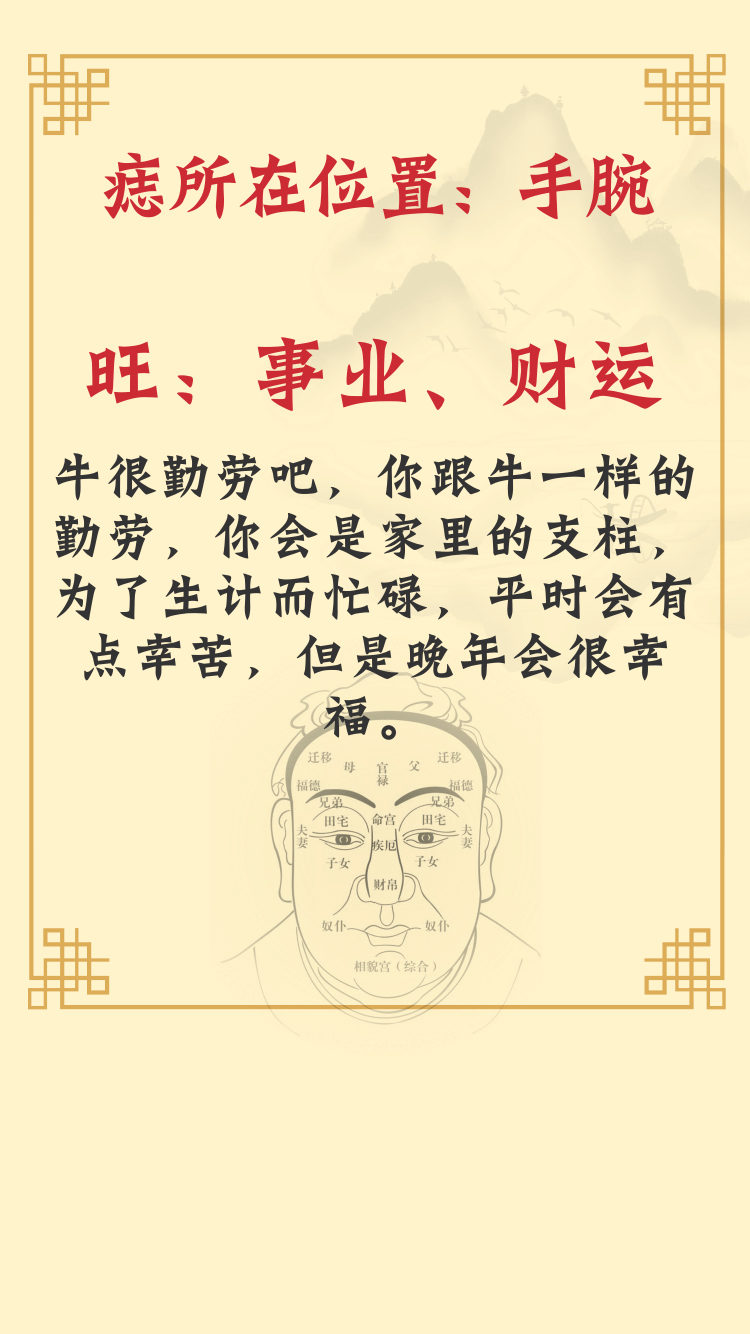 痣所在位置：手腕
旺：事业、财运
牛很勤劳吧，你跟牛一样的
勤劳，你会是家里的支柱，
为了生计而忙碌，平时会有
点幸苦，但是晚年会很幸
福。
迁移 母 官禄 父 迁移
福德 福德
兄弟 兄弟
田宅 命宫 田宅
夫妻 疾厄 夫妻
子女 子女
财帛
奴仆 奴仆
相貌宫（综合）